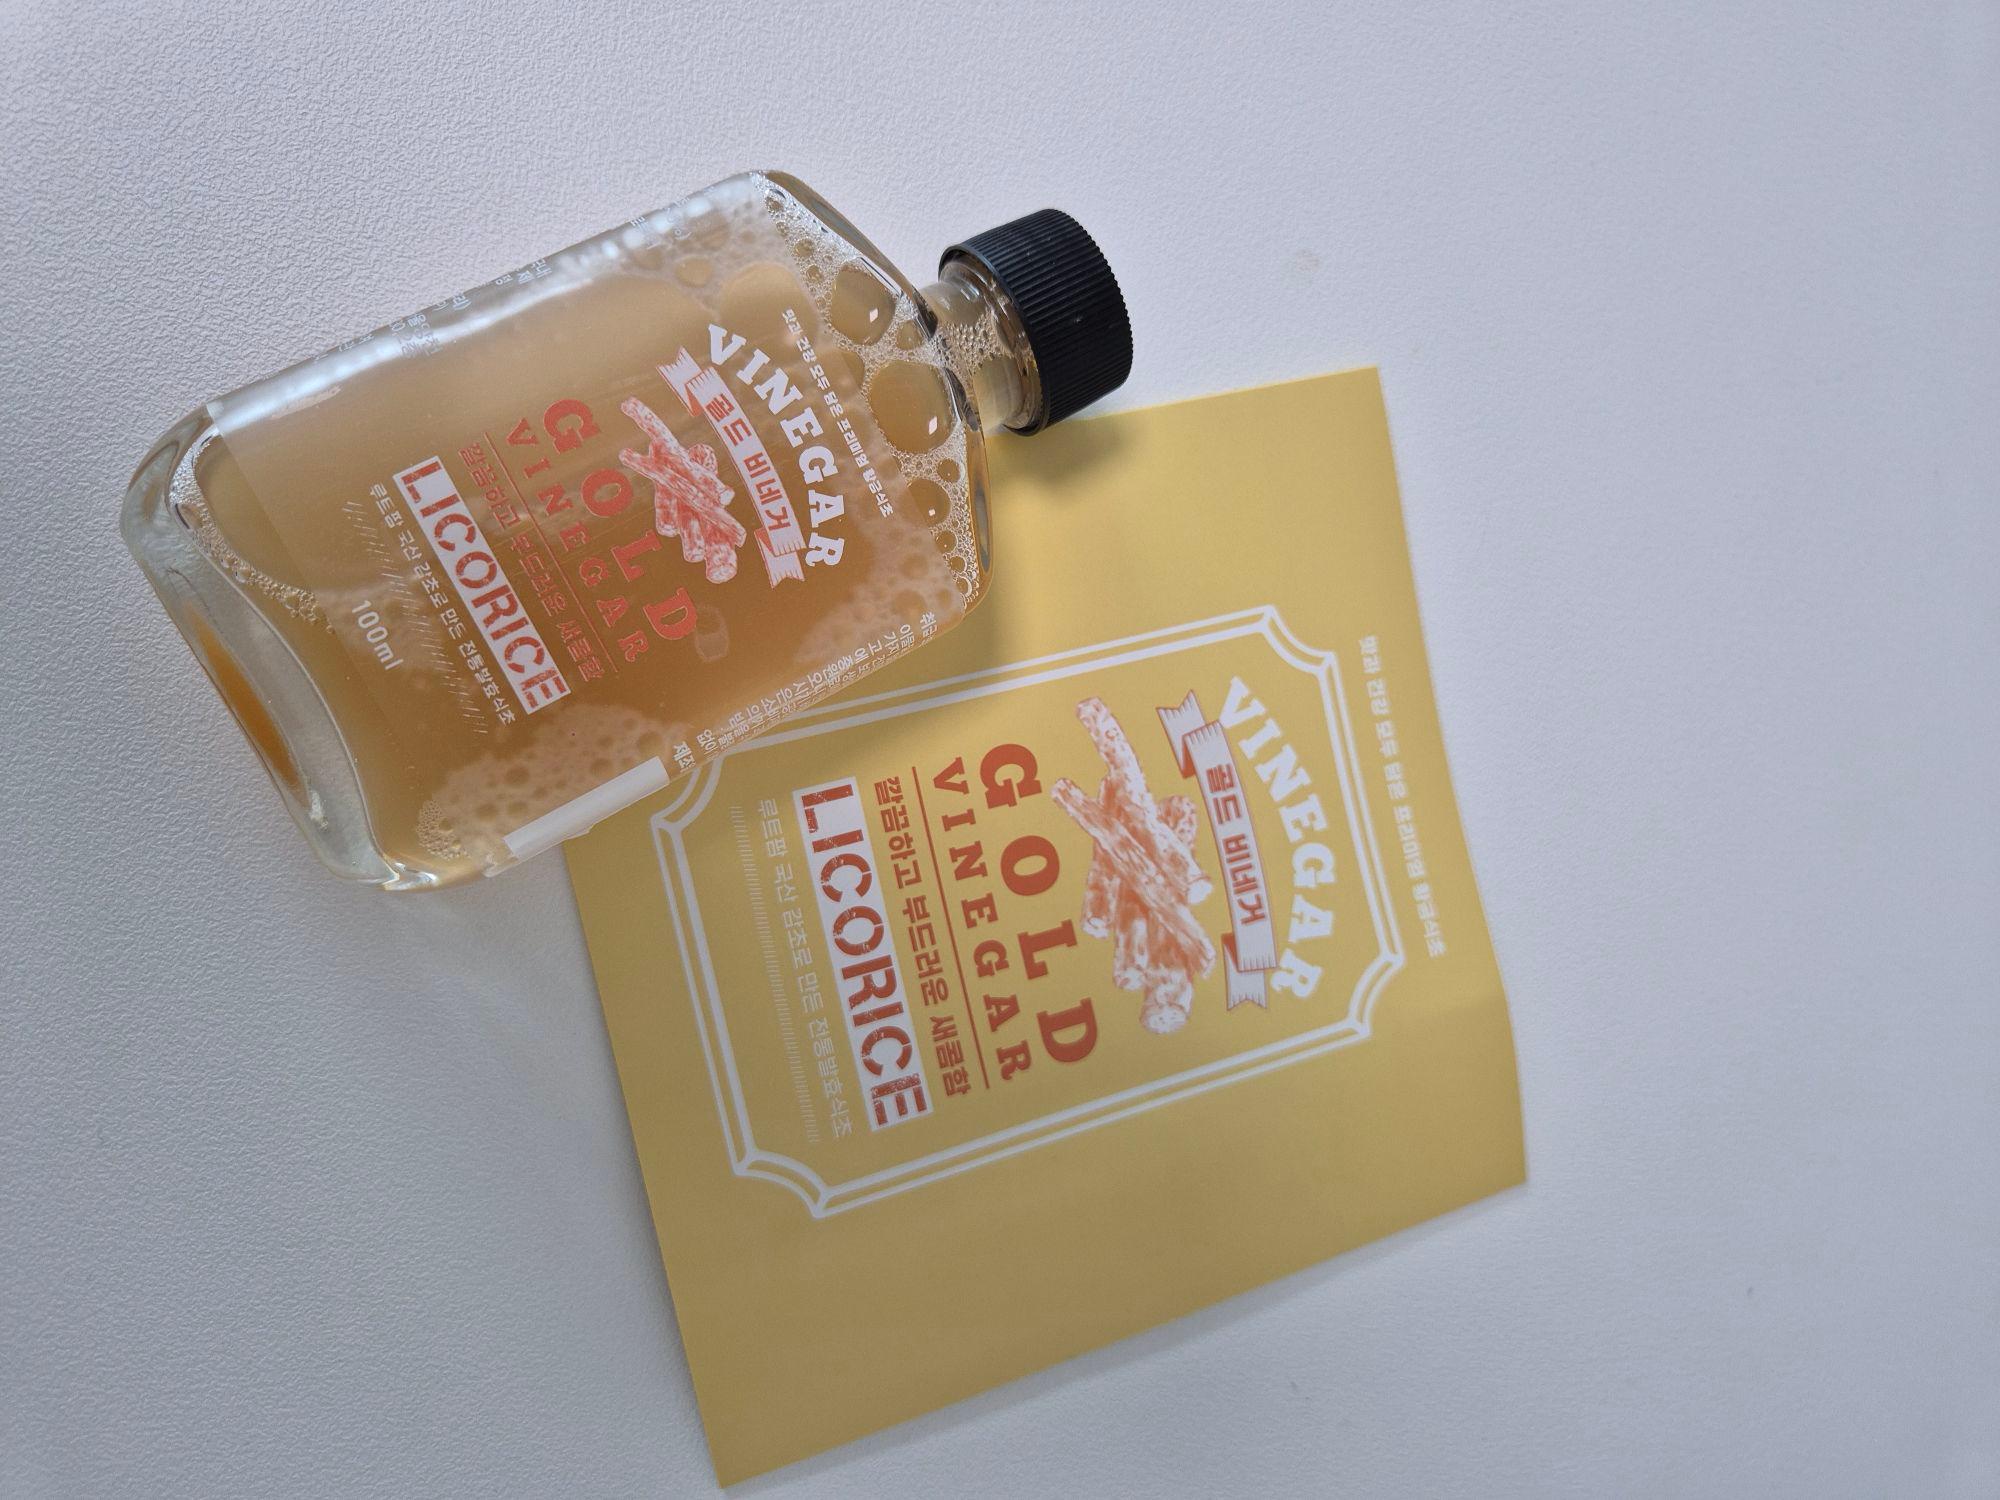 맛과 건강 모두 담은 프리미엄 황금식초
VINEGAR
골드 비네거
GOLD
VINEGAR
깔끔하고 부드러운 새콤함
LICORICE
루트팜 국산 감초로 만든 전통발효식초
100ml
맛과 건강 모두 담은 프리미엄 황금식초
VINEGAR
골드 비네거
GOLD
VINEGAR
깔끔하고 부드러운 새콤함
LICORICE
루트팜 국산 감초로 만든 전통발효식초